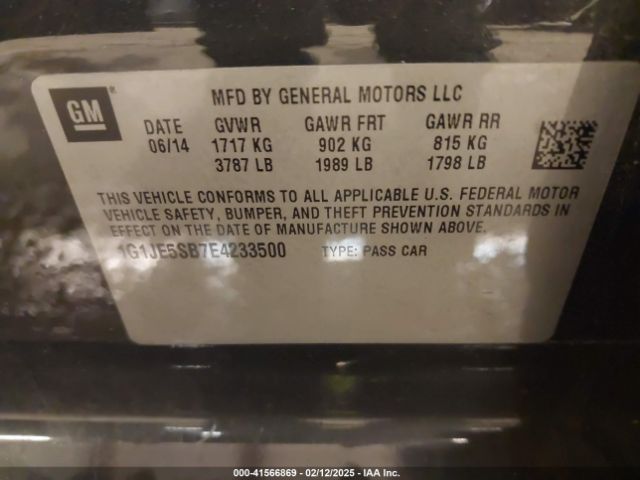 GM
MFD BY GENERAL MOTORS LLC
DATE GVWR GAWR FRT GAWR RR
06/14 1717 KG 902 KG 815 KG
3787 LB 1989 LB 1798 LB
THIS VEHICLE CONFORMS TO ALL APPLICABLE U.S. FEDERAL MOTOR
VEHICLE SAFETY, BUMPER, AND THEFT PREVENTION STANDARDS IN
EFFECT ON THE DATE OF MANUFACTURE SHOWN ABOVE.
1G1JE5SB7E4233500 TYPE: PASS CAR
000-41566869 - 02/12/2025 - IAA Inc.